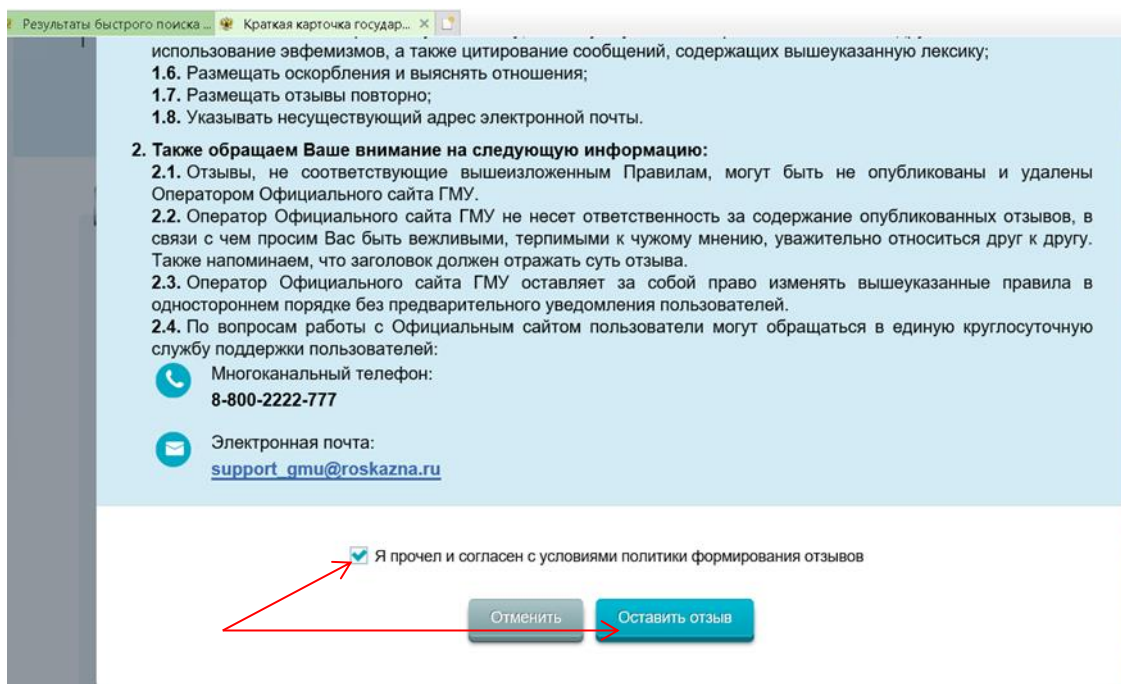 Результаты быстрого поиска ...
Краткая карточка государ...
использование эвфемизмов, а также цитирование сообщений, содержащих вышеуказанную лексику;
1.6. Размещать оскорбления и выяснять отношения;
1.7. Размещать отзывы повторно;
1.8. Указывать несуществующий адрес электронной почты.
2. Также обращаем Ваше внимание на следующую информацию:
2.1. Отзывы, не соответствующие вышеизложенным Правилам, могут быть не опубликованы и удалены
Оператором Официального сайта ГМУ.
2.2. Оператор Официального сайта ГМУ не несет ответственность за содержание опубликованных отзывов, в
связи с чем просим Вас быть вежливыми, терпимыми к чужому мнению, уважительно относиться друг к другу.
Также напоминаем, что заголовок должен отражать суть отзыва.
2.3. Оператор Официального сайта ГМУ оставляет за собой право изменять вышеуказанные правила в
одностороннем порядке без предварительного уведомления пользователей.
2.4. По вопросам работы с Официальным сайтом пользователи могут обращаться в единую круглосуточную
службу поддержки пользователей:
Многоканальный телефон:
8-800-2222-777
Электронная почта:
support_gmu@roskazna.ru
Я прочел и согласен с условиями политики формирования отзывов
Отменить
Оставить отзыв